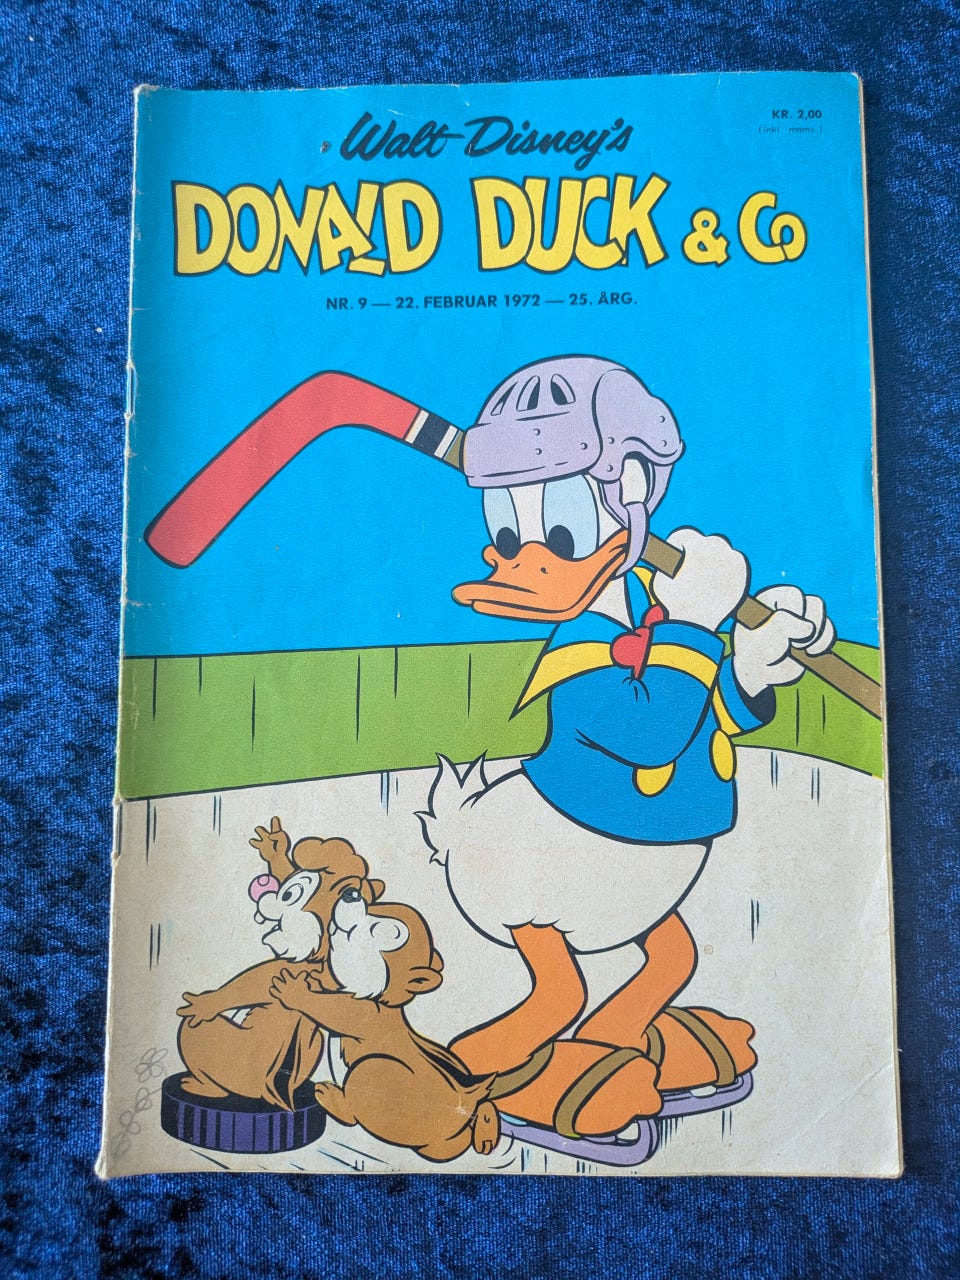 Walt Disney's
KR. 2,00
(inkl. moms.)
DONALD DUCK & Co
NR. 9 — 22. FEBRUAR 1972 — 25. ÅRG.